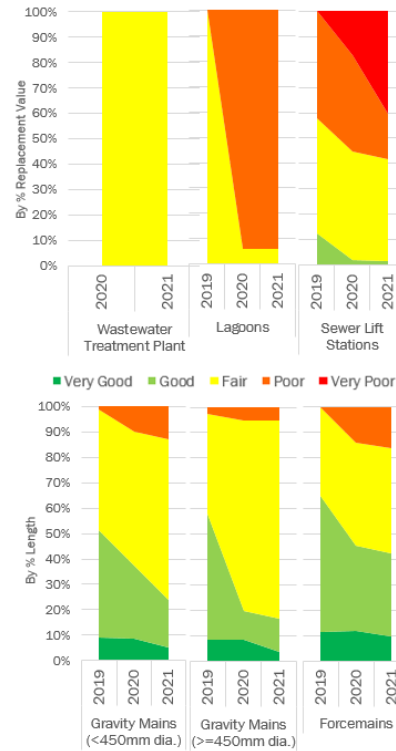 100%
90%
80%
70%
60%
50%
40%
30%
20%
10%
0%
By % Replacement Value
2020
2021
2019
2020
2021
2019
2020
2021
Wastewater
Treatment Plant
Lagoons
Sewer Lift
Stations
Very Good
Good
Fair
Poor
Very Poor
100%
90%
80%
70%
60%
50%
40%
30%
20%
10%
0%
By % Length
2019
2020
2021
2019
2020
2021
2019
2020
2021
Gravity Mains
(<450mm dia.)
Gravity Mains
(>=450mm dia.)
Forcemains